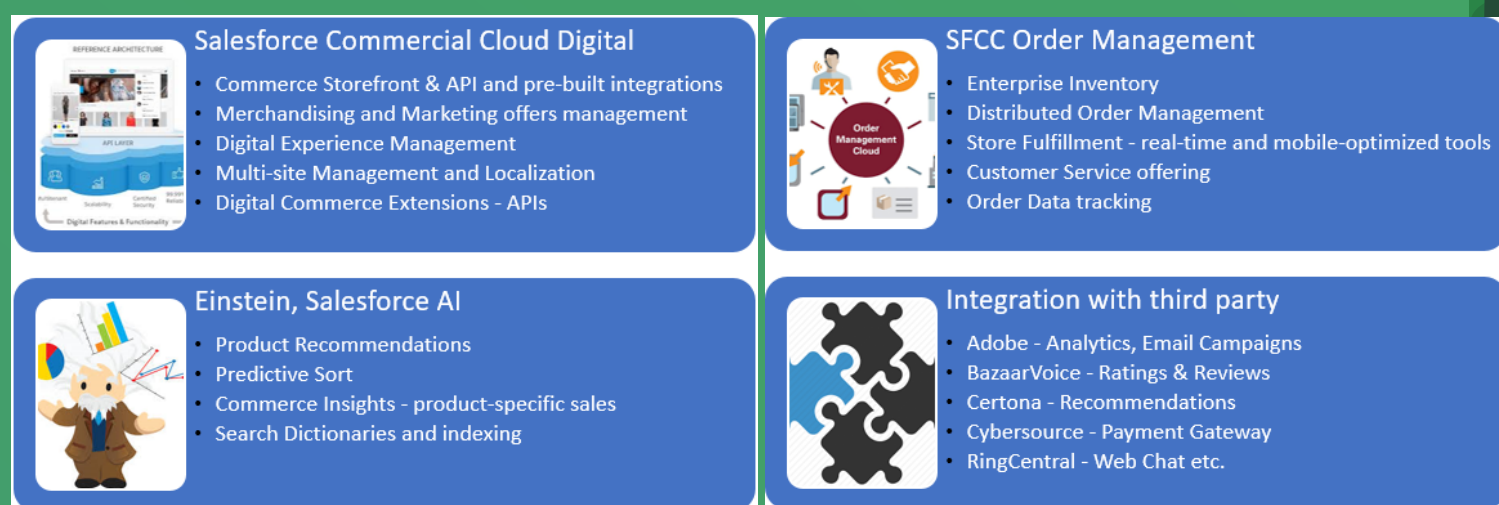 Salesforce Commercial Cloud Digital
• Commerce Storefront & API and pre-built integrations
• Merchandising and Marketing offers management
• Digital Experience Management
• Multi-site Management and Localization
• Digital Commerce Extensions - APIs
REFERENCE ARCHITECTURE
API LAYER
Scalability
Certified
Security
Digital Features & Functionality
SFCC Order Management
• Enterprise Inventory
• Distributed Order Management
• Store Fulfillment - real-time and mobile-optimized tools
• Customer Service offering
• Order Data tracking
Order
Management
Cloud
Einstein, Salesforce AI
• Product Recommendations
• Predictive Sort
• Commerce Insights - product-specific sales
• Search Dictionaries and indexing
Integration with third party
• Adobe - Analytics, Email Campaigns
• BazaarVoice - Ratings & Reviews
• Certona - Recommendations
• Cybersource - Payment Gateway
• RingCentral - Web Chat etc.